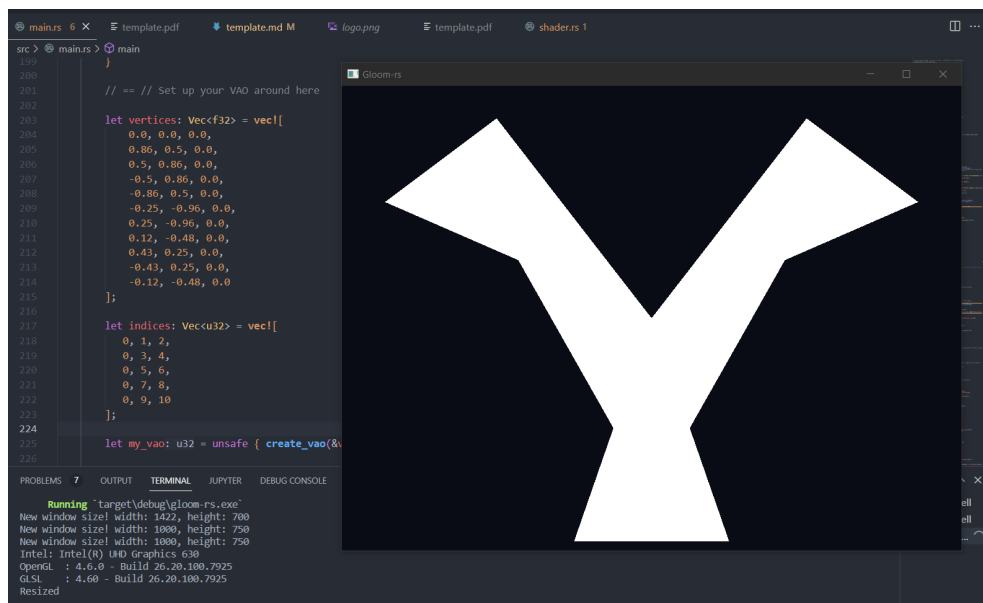 main.rs 6 template.pdf template.md M logo.png template.pdf shader.rs 1
src > main.rs > main
199 }
200
201 // == // Set up your VAO around here
202
203 let vertices: Vec<f32> = vec![
204 0.0, 0.0, 0.0,
205 0.86, 0.5, 0.0,
206 0.5, 0.86, 0.0,
207 -0.5, 0.86, 0.0,
208 -0.86, 0.5, 0.0,
209 -0.25, -0.96, 0.0,
210 0.25, -0.96, 0.0,
211 0.12, -0.48, 0.0,
212 0.43, 0.25, 0.0,
213 -0.43, 0.25, 0.0,
214 -0.12, -0.48, 0.0
215 ];
216
217 let indices: Vec<u32> = vec![
218 0, 1, 2,
219 0, 3, 4,
220 0, 5, 6,
221 0, 7, 8,
222 0, 9, 10
223 ];
224
225 let my_vao: u32 = unsafe { create_vao(&v
226
Gloom-rs
PROBLEMS 7 OUTPUT TERMINAL JUPYTER DEBUG CONSOLE
Running `target\debug\gloom-rs.exe`
New window size! width: 1422, height: 700
New window size! width: 1000, height: 750
New window size! width: 1000, height: 750
Intel: Intel(R) UHD Graphics 630
OpenGL : 4.6.0 - Build 26.20.100.7925
GLSL : 4.60 - Build 26.20.100.7925
Resized
ell
ell